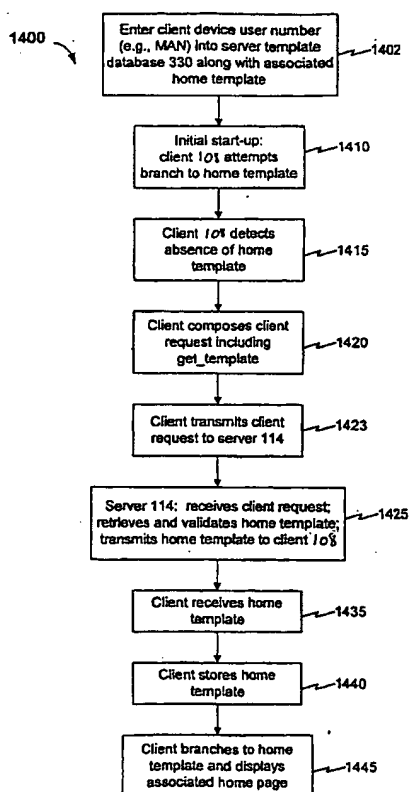 1400
Enter client device user number
(e.g., MAN) into server template
database 330 along with associated
home template
1402
Initial start-up:
client 108 attempts
branch to home template
1410
Client 108 detects
absence of home
template
1415
Client composes client
request including
get_template
1420
Client transmits client
request to server 114
1423
Server 114: receives client request;
retrieves and validates home template;
transmits home template to client 108
1425
Client receives home
template
1435
Client stores home
template
1440
Client branches to home
template and displays
associated home page
1445